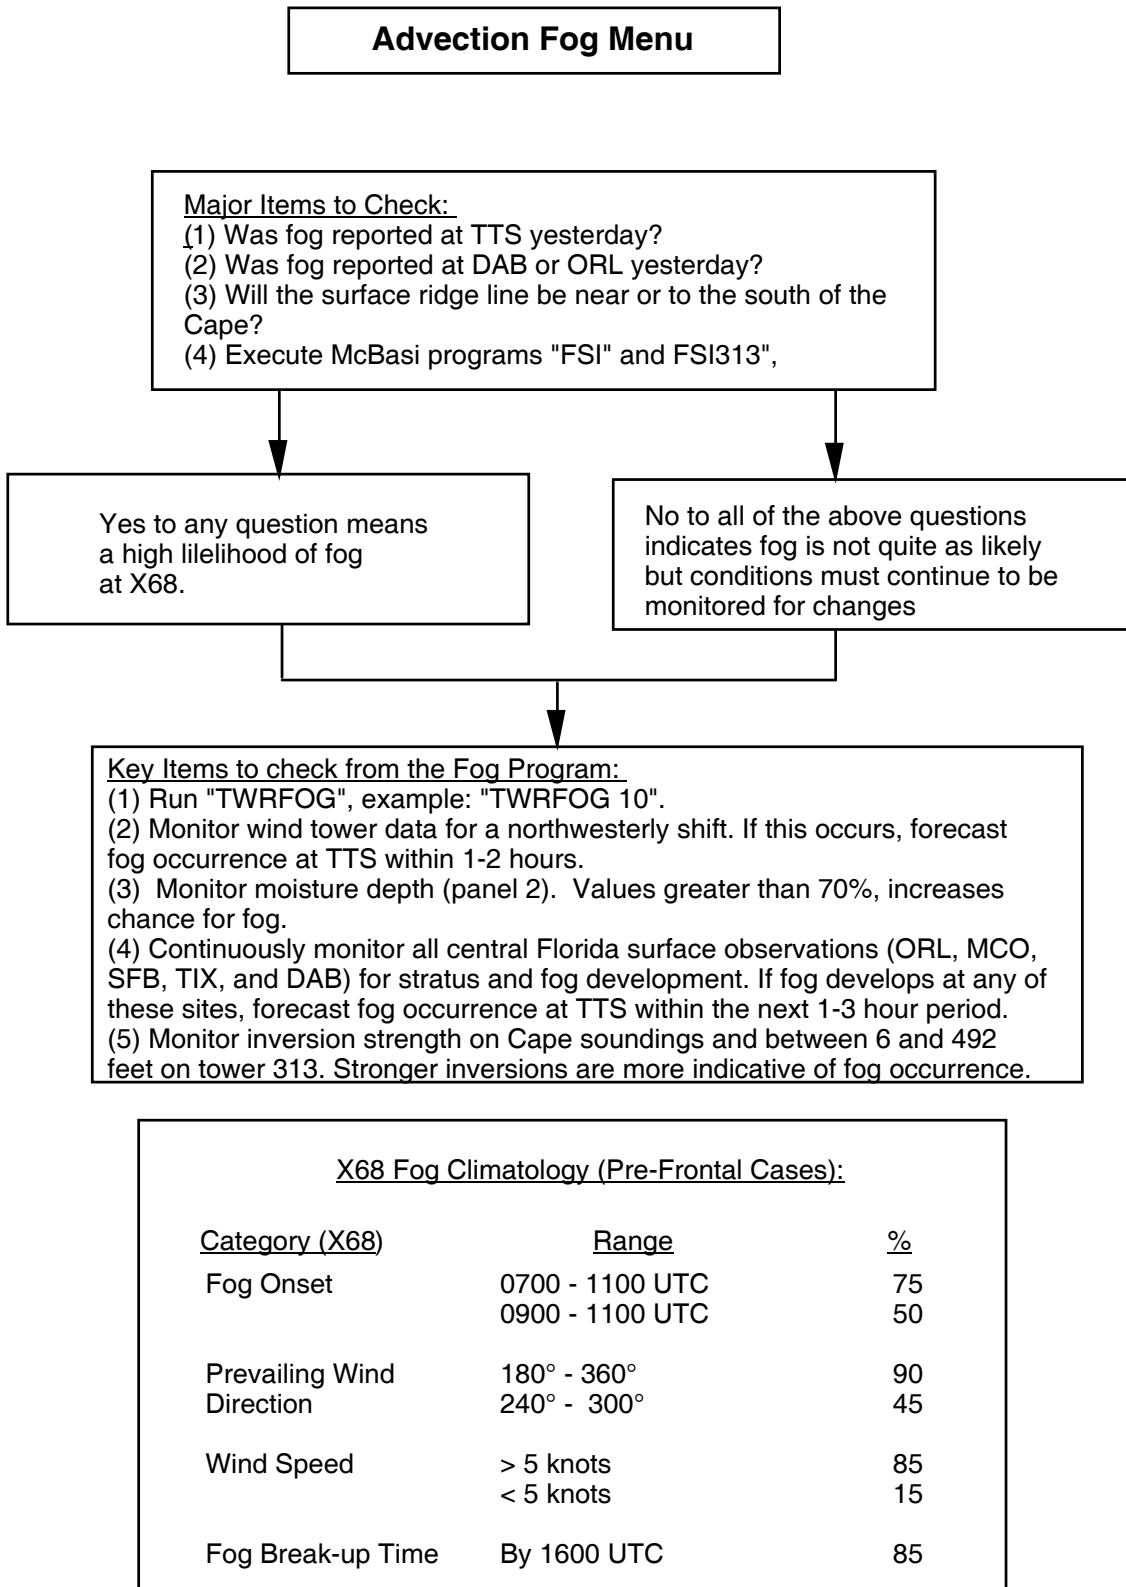 Advection Fog Menu
Major Items to Check:
(1) Was fog reported at TTS yesterday?
(2) Was fog reported at DAB or ORL yesterday?
(3) Will the surface ridge line be near or to the south of the
Cape?
(4) Execute McBasi programs "FSI" and FSI313",
Yes to any question means
a high lilelihood of fog
at X68.
No to all of the above questions
indicates fog is not quite as likely
but conditions must continue to be
monitored for changes
Key Items to check from the Fog Program:
(1) Run "TWRFOG", example: "TWRFOG 10".
(2) Monitor wind tower data for a northwesterly shift. If this occurs, forecast
fog occurrence at TTS within 1-2 hours.
(3) Monitor moisture depth (panel 2). Values greater than 70%, increases
chance for fog.
(4) Continuously monitor all central Florida surface observations (ORL, MCO,
SFB, TIX, and DAB) for stratus and fog development. If fog develops at any of
these sites, forecast fog occurrence at TTS within the next 1-3 hour period.
(5) Monitor inversion strength on Cape soundings and between 6 and 492
feet on tower 313. Stronger inversions are more indicative of fog occurrence.
X68 Fog Climatology (Pre-Frontal Cases):
Category (X68) Range %
Fog Onset 0700 - 1100 UTC 75
0900 - 1100 UTC 50
Prevailing Wind 180° - 360° 90
Direction 240° - 300° 45
Wind Speed > 5 knots 85
< 5 knots 15
Fog Break-up Time By 1600 UTC 85